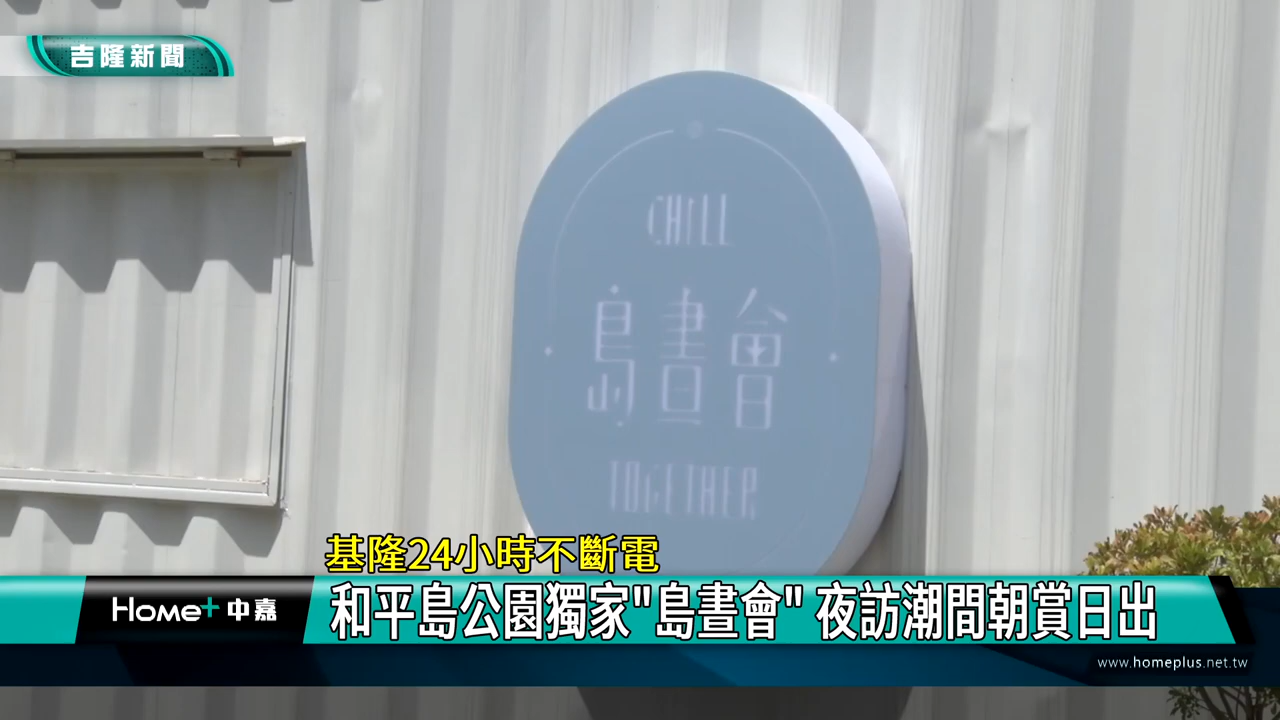 吉隆新聞
CHILL
島晝會
TOGETHER
基隆24小時不斷電
Home+ 中嘉
和平島公園獨家"島晝會" 夜訪潮間朝賞日出
www.homeplus.net.tw